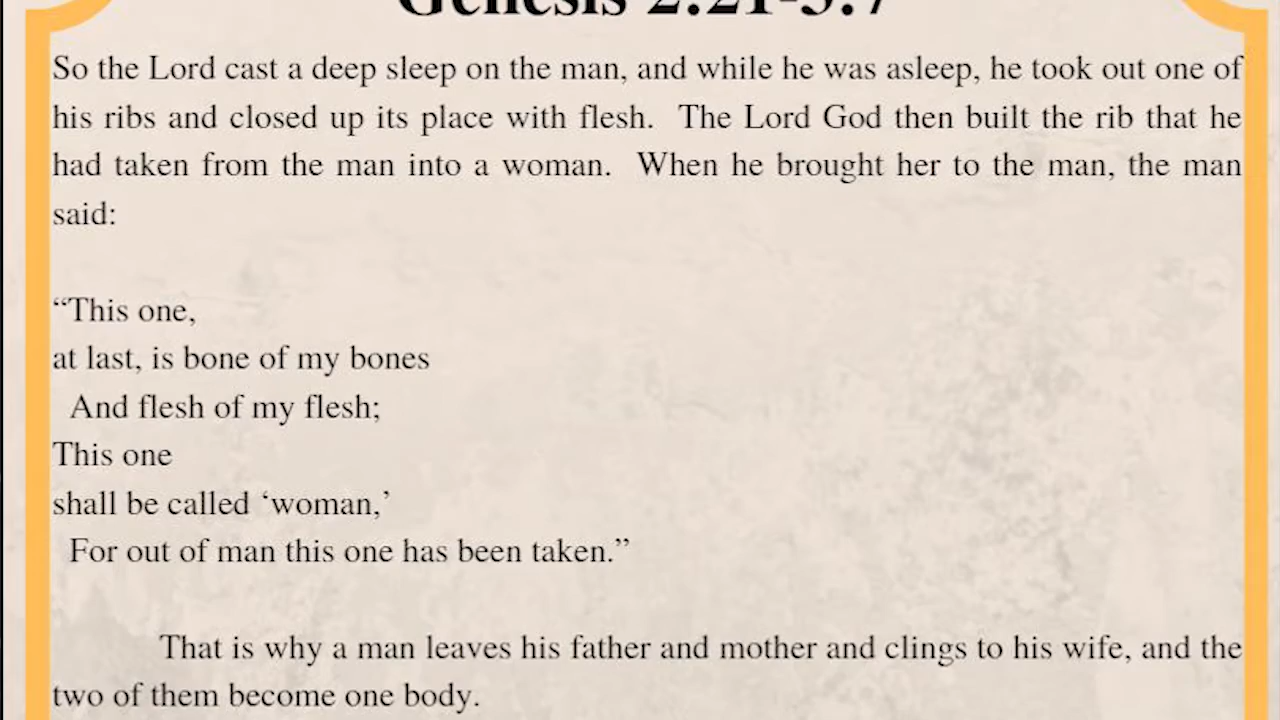 Genesis 2:21-3:7
So the Lord cast a deep sleep on the man, and while he was asleep, he took out one of
his ribs and closed up its place with flesh.  The Lord God then built the rib that he
had taken from the man into a woman.  When he brought her to the man, the man
said:
“This one,
at last, is bone of my bones
And flesh of my flesh;
This one
shall be called ‘woman,’
For out of man this one has been taken.”
That is why a man leaves his father and mother and clings to his wife, and the
two of them become one body.